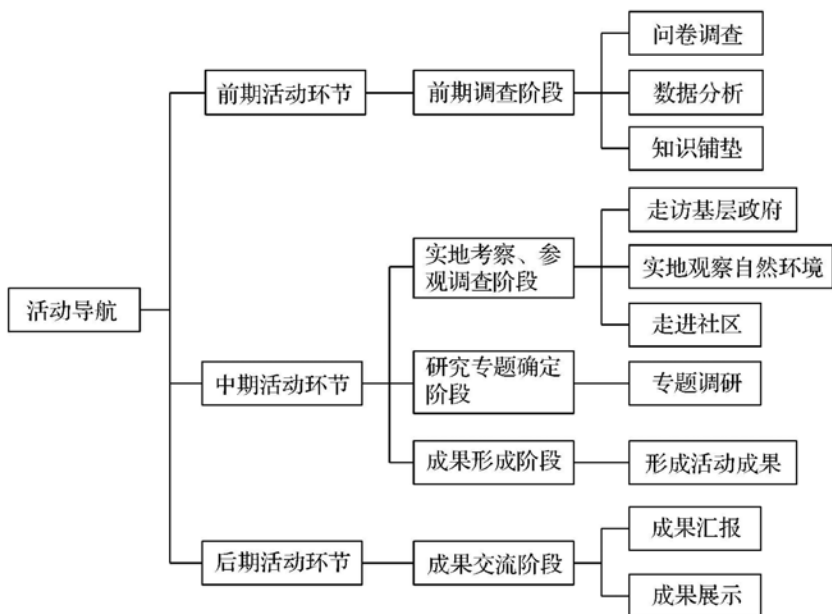 问卷调查
前期活动环节
前期调查阶段
数据分析
知识铺垫
走访基层政府
实地考察、参
观调查阶段
实地观察自然环境
走进社区
活动导航
中期活动环节
研究专题确定
阶段
专题调研
成果形成阶段
形成活动成果
成果汇报
后期活动环节
成果交流阶段
成果展示